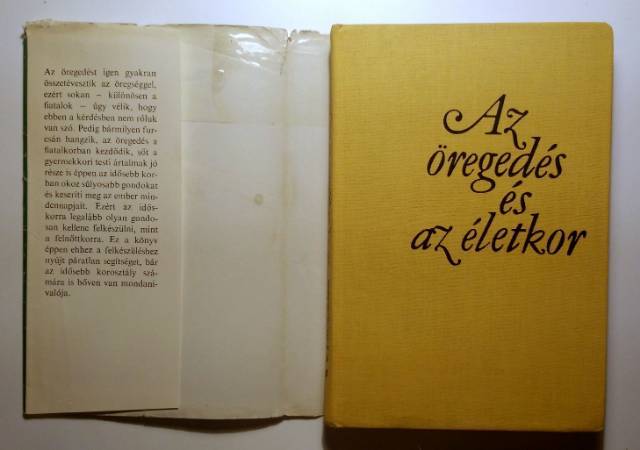 Az öregedést igen gyakran
összetévesztik az öregséggel,
ezért sokan – különösen a
fiatalok – úgy vélik, hogy
ebben a kérdésben nem róluk
van szó. Pedig bármilyen fur-
csán hangzik, az öregedés a
fiatalkorban kezdődik, sőt a
gyermekkori testi ártalmak jó
része is éppen az idősebb kor-
ban okoz súlyosabb gondokat
és keseríti meg az ember min-
dennapjait. Ezért az idős-
korra legalább olyan gondo-
san kellene felkészülni, mint
a felnőttkorra. Ez a könyv
éppen ehhez a felkészüléshez
nyújt páratlan segítséget, bár
az idősebb korosztály szá-
mára is bőven van mondani-
valója.
Az
öregedés
és
az életkor